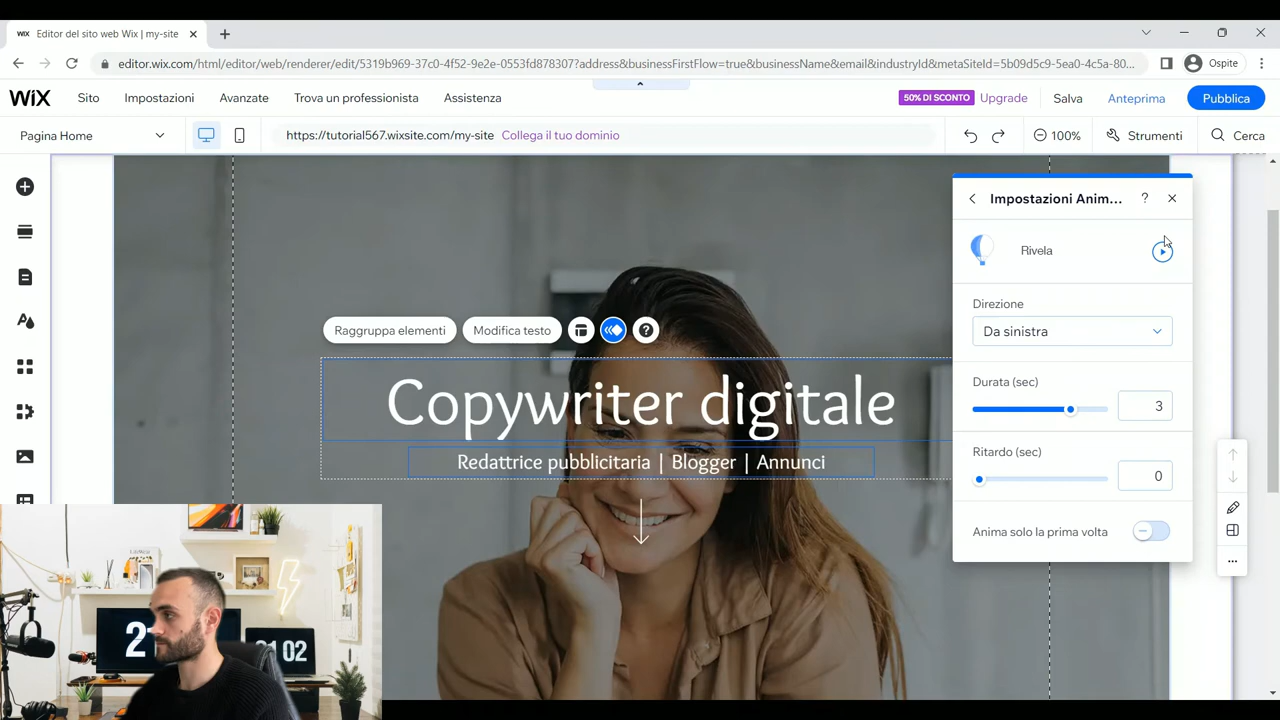 WiX Editor del sito web Wix | my-site
editor.wix.com/html/editor/web/renderer/edit/5319b969-37c0-4f52-9e2e-0553fd878307?address&businessFirstFlow=true&businessName&email&industryId&metaSiteId=5b09d5c9-5ea0-4c5a-80... Ospite
WiX Sito Impostazioni Avanzate Trova un professionista Assistenza 50% DI SCONTO Upgrade Salva Anteprima Pubblica
Pagina Home https://tutorial567.wixsite.com/my-site Collega il tuo dominio 100% Strumenti Cerca
Impostazioni Anim... ?
Rivela
Direzione
Da sinistra
Durata (sec)
3
Ritardo (sec)
0
Anima solo la prima volta
Raggruppa elementi Modifica testo ?
Copywriter digitale
Redattrice pubblicitaria | Blogger | Annunci